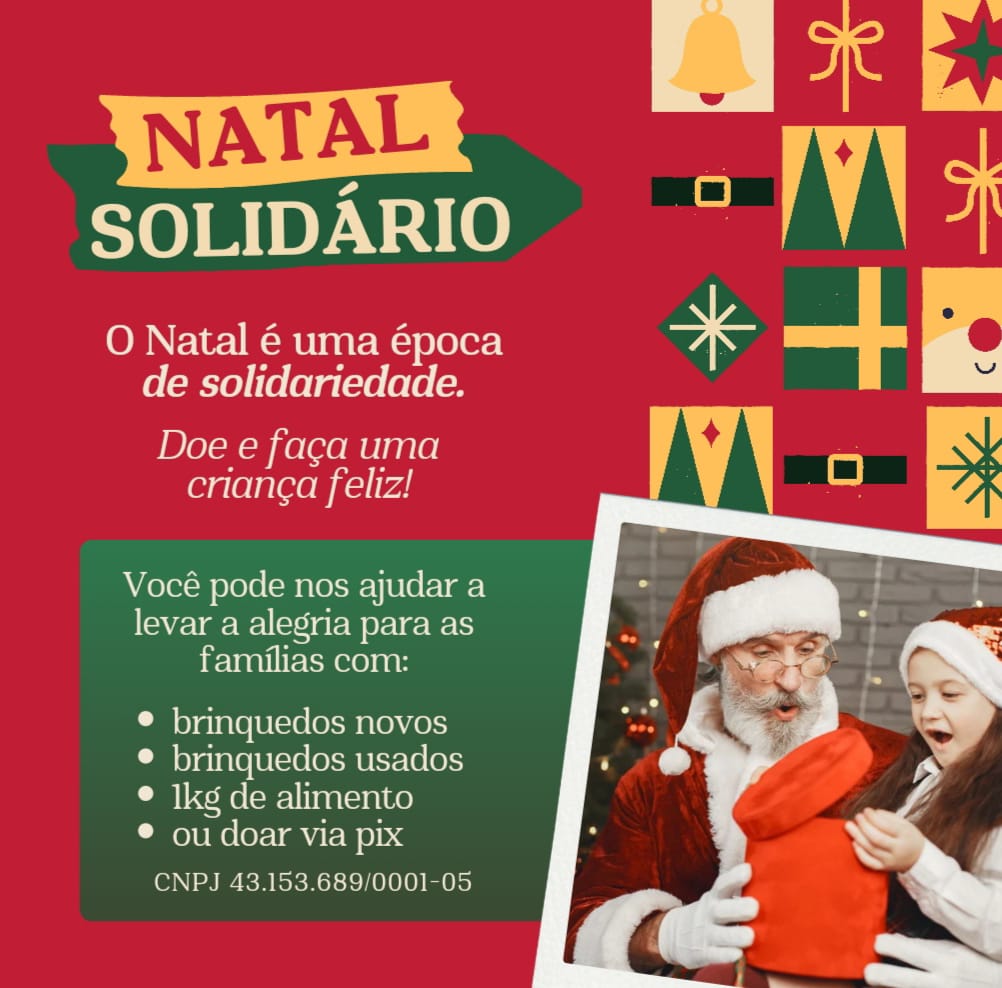 NATAL
SOLIDÁRIO
O Natal é uma época
de solidariedade.
Doe e faça uma
criança feliz!
Você pode nos ajudar a
levar a alegria para as
famílias com:
• brinquedos novos
• brinquedos usados
• 1kg de alimento
• ou doar via pix
CNPJ 43.153.689/0001-05